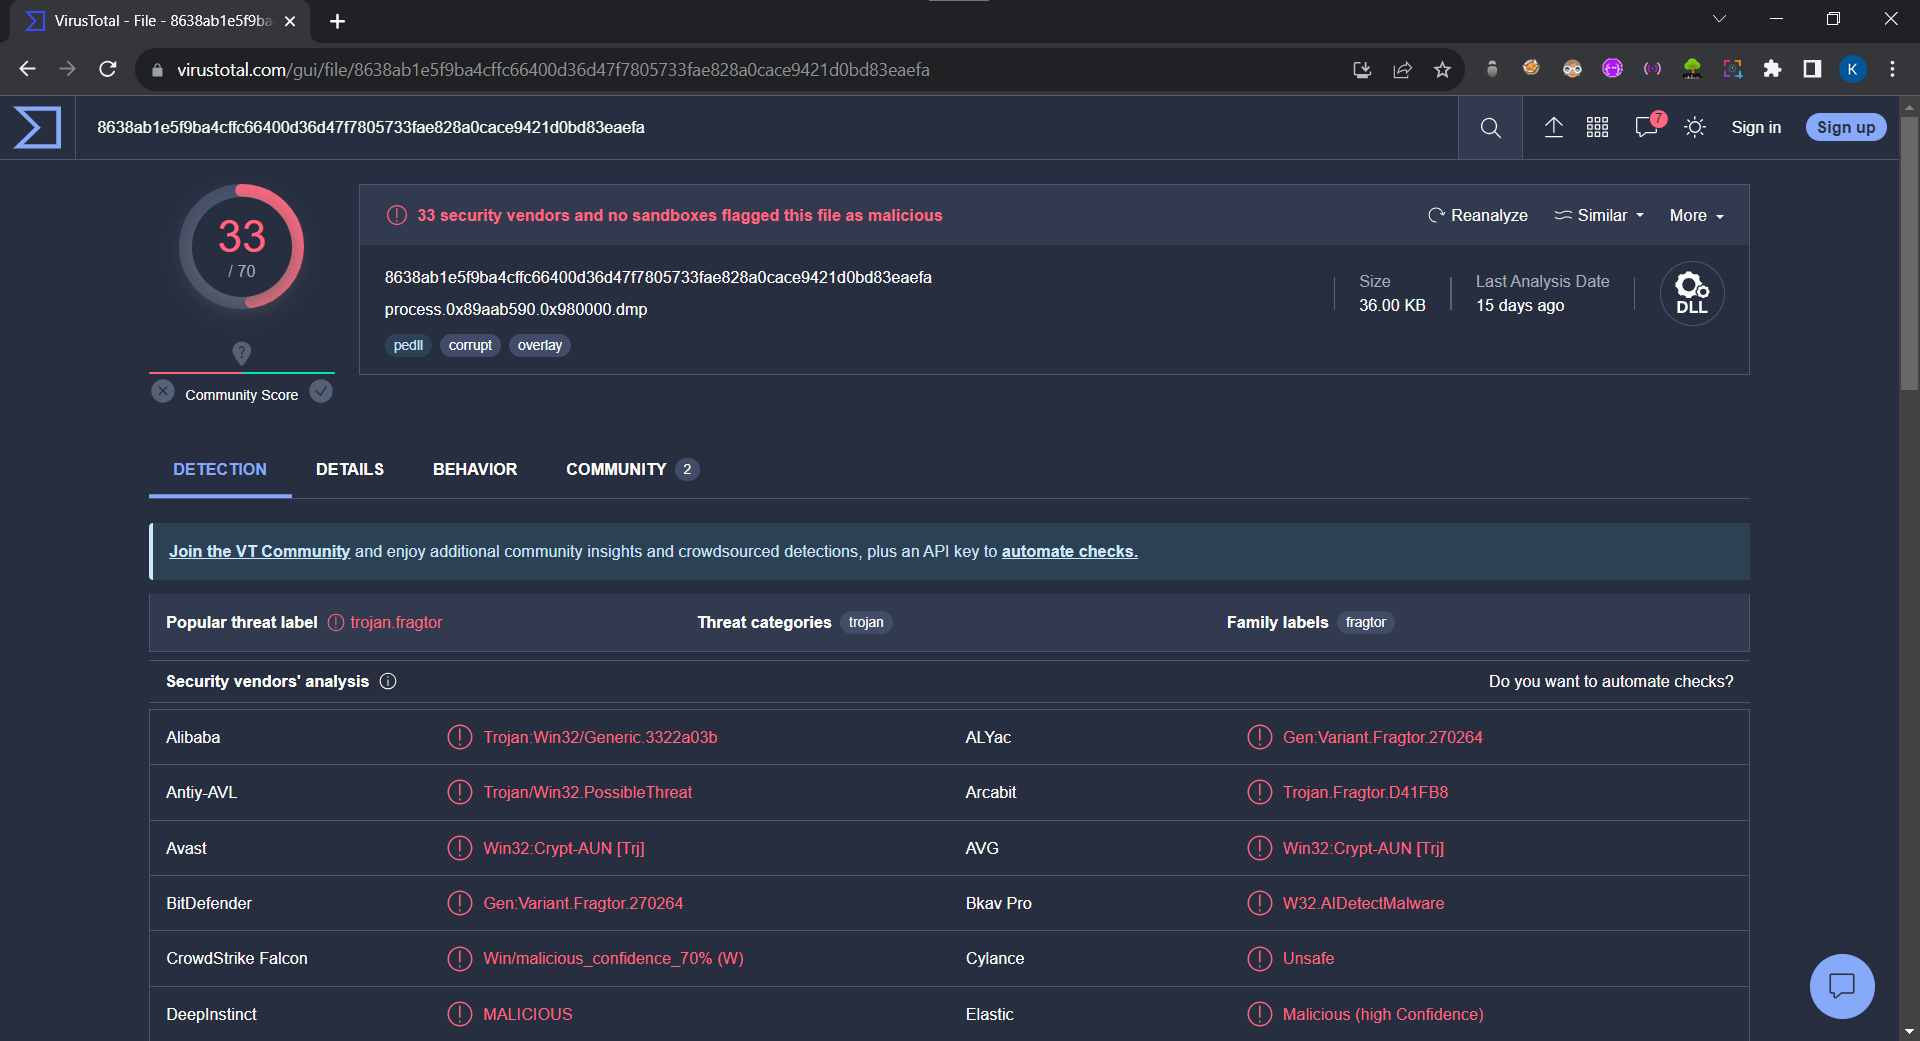 VirusTotal - File - 8638ab1e5f9ba
virustotal.com/gui/file/8638ab1e5f9ba4cffc66400d36d47f7805733fae828a0cace9421d0bd83eaefa
K
8638ab1e5f9ba4cffc66400d36d47f7805733fae828a0cace9421d0bd83eaefa
7
Sign in
Sign up
33
/ 70
Community Score
33 security vendors and no sandboxes flagged this file as malicious
Reanalyze
Similar
More
8638ab1e5f9ba4cffc66400d36d47f7805733fae828a0cace9421d0bd83eaefa
process.0x89aab590.0x980000.dmp
pedll
corrupt
overlay
Size
36.00 KB
Last Analysis Date
15 days ago
DLL
DETECTION
DETAILS
BEHAVIOR
COMMUNITY 2
Join the VT Community and enjoy additional community insights and crowdsourced detections, plus an API key to automate checks.
Popular threat label trojan.fragtor
Threat categories trojan
Family labels fragtor
Security vendors' analysis
Do you want to automate checks?
Alibaba Trojan:Win32/Generic.3322a03b
ALYac Gen:Variant.Fragtor.270264
Antiy-AVL Trojan/Win32.PossibleThreat
Arcabit Trojan.Fragtor.D41FB8
Avast Win32:Crypt-AUN [Trj]
AVG Win32:Crypt-AUN [Trj]
BitDefender Gen:Variant.Fragtor.270264
Bkav Pro W32.AIDetectMalware
CrowdStrike Falcon Win/malicious_confidence_70% (W)
Cylance Unsafe
DeepInstinct MALICIOUS
Elastic Malicious (high Confidence)